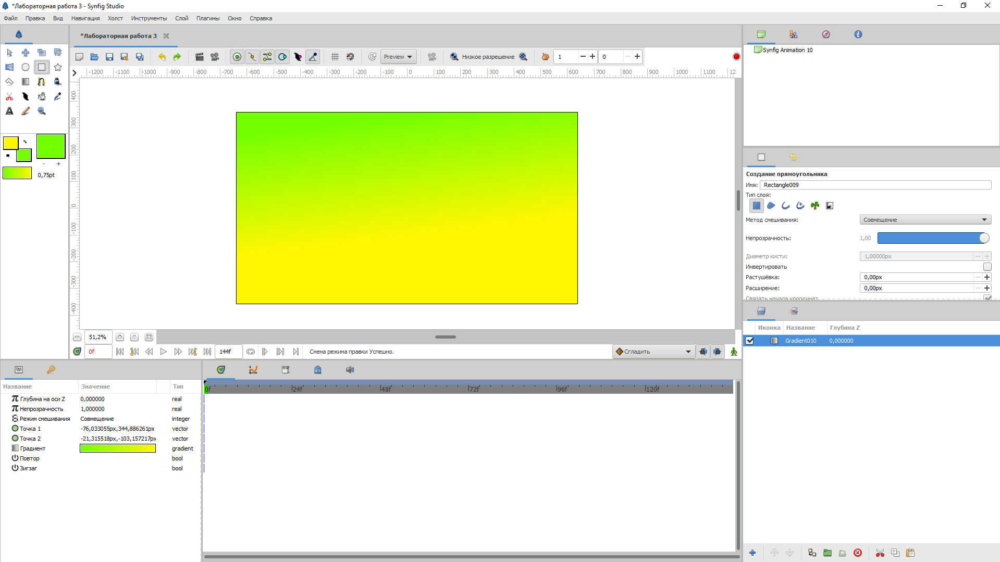 *Лабораторная работа 3 - Synfig Studio
Файл Правка Вид Навигация Холст Инструменты Слой Плагины Окно Справка
*Лабораторная работа 3
Preview Низкое разрешение 1 0
-1200 -1100 -1000 -900 -800 -700 -600 -500 -400 -300 -200 -100 0 100 200 300 400 500 600 700 800 900 1000 1100 12
400
300
200
100
0
-100
-200
-300
-400
- +
0,75pt
51,2%
0f 144f Смена режима правки Успешно. Сгладить
Название Значение Тип
Глубина на оси Z 0,000000 real
Непрозрачность 1,000000 real
Режим смешивания Совмещение integer
Точка 1 -76,033055px,344,886261px vector
Точка 2 -21,315518px,-103,157217px vector
Градиент gradient
Повтор bool
Зигзаг bool
0f 24f 48f 72f 96f 120f
Synfig Animation 10
Создание прямоугольника
Имя: Rectangle009
Тип слоя:
Метод смешивания: Совмещение
Непрозрачность: 1,00
Диаметр кисти: 1,00000px
Инвертировать
Растушёвка: 0,00px
Расширение: 0,00px
Связать начала координат
Иконка Название Глубина Z
Gradient010 0,000000